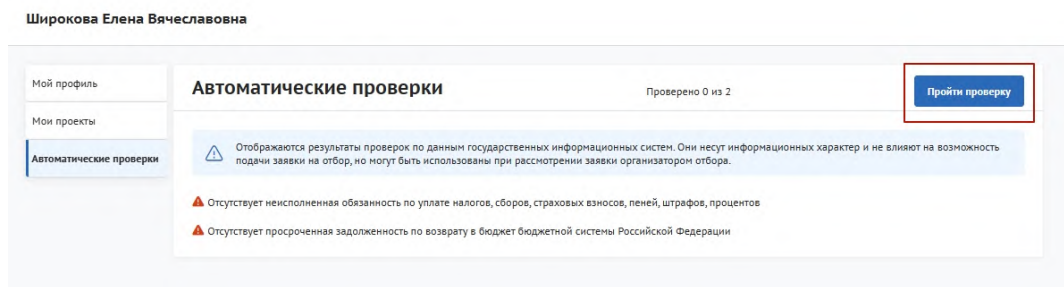 Широкова Елена Вячеславовна
Мой профиль
Мои проекты
Автоматические проверки
Автоматические проверки
Проверено 0 из 2
Пройти проверку
Отображаются результаты проверок по данным государственных информационных систем. Они несут информационных характер и не влияют на возможность
подачи заявки на отбор, но могут быть использованы при рассмотрении заявки организатором отбора.
Отсутствует неисполненная обязанность по уплате налогов, сборов, страховых взносов, пеней, штрафов, процентов
Отсутствует просроченная задолженность по возврату в бюджет бюджетной системы Российской Федерации